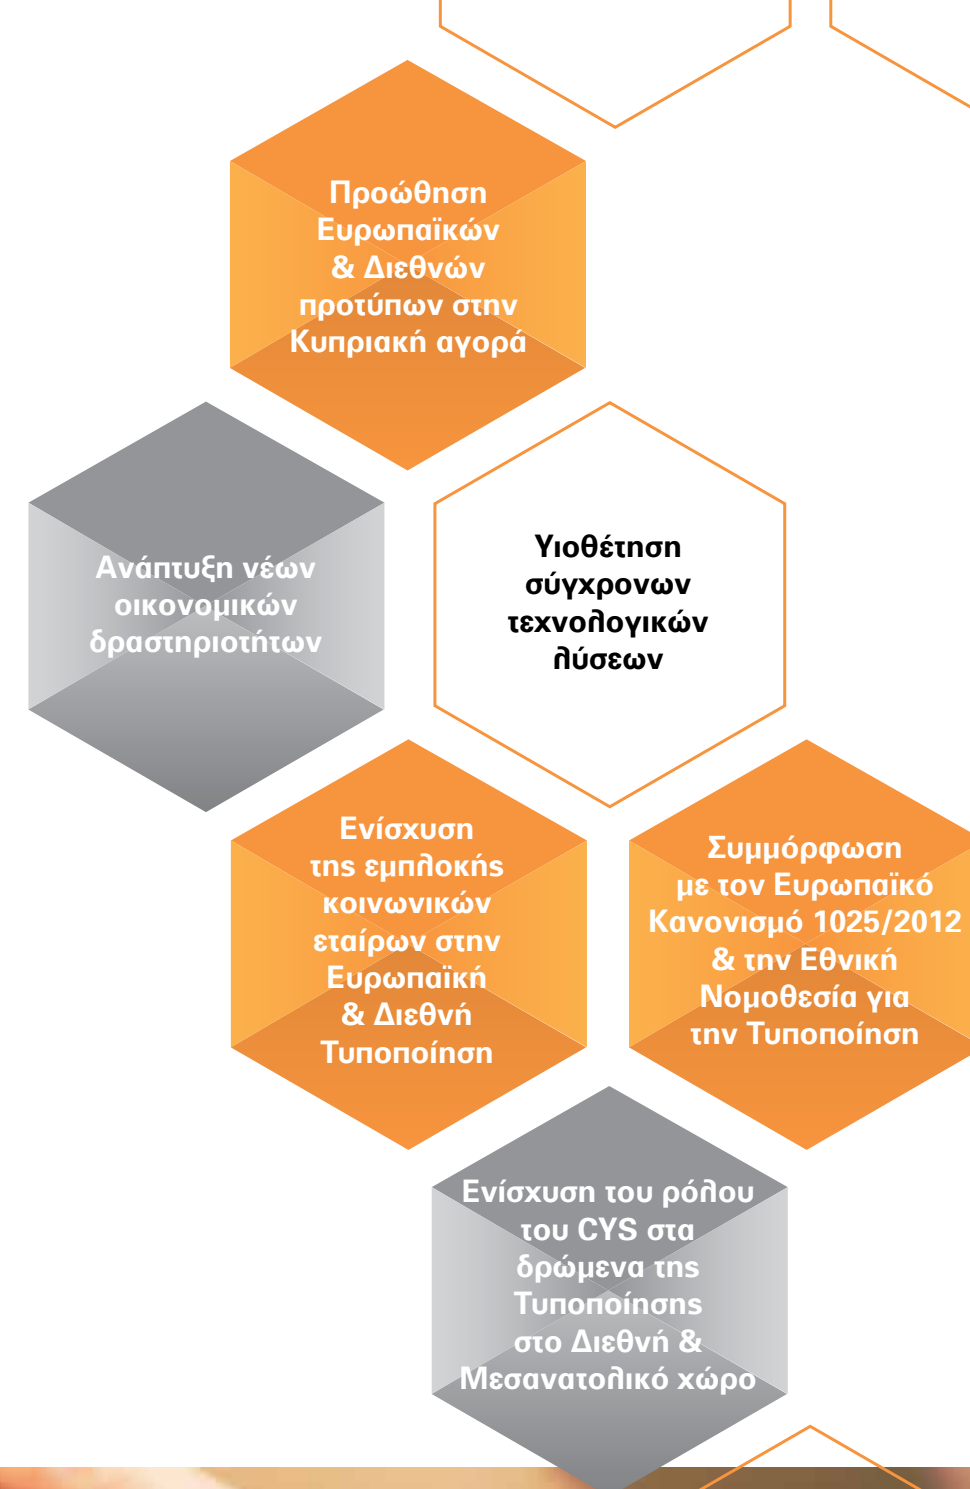 Προώθηση
Ευρωπαϊκών
& Διεθνών
προτύπων στην
Κυπριακή αγορά
Ανάπτυξη νέων
οικονομικών
δραστηριοτήτων
Υιοθέτηση
σύγχρονων
τεχνολογικών
λύσεων
Ενίσχυση
της εμπλοκής
κοινωνικών
εταίρων στην
Ευρωπαϊκή
& Διεθνή
Τυποποίηση
Συμμόρφωση
με τον Ευρωπαϊκό
Κανονισμό 1025/2012
& την Εθνική
Νομοθεσία για
την Τυποποίηση
Ενίσχυση του ρόλου
του CYS στα
δρώμενα της
Τυποποίησης
στο Διεθνή &
Μεσανατολικό χώρο